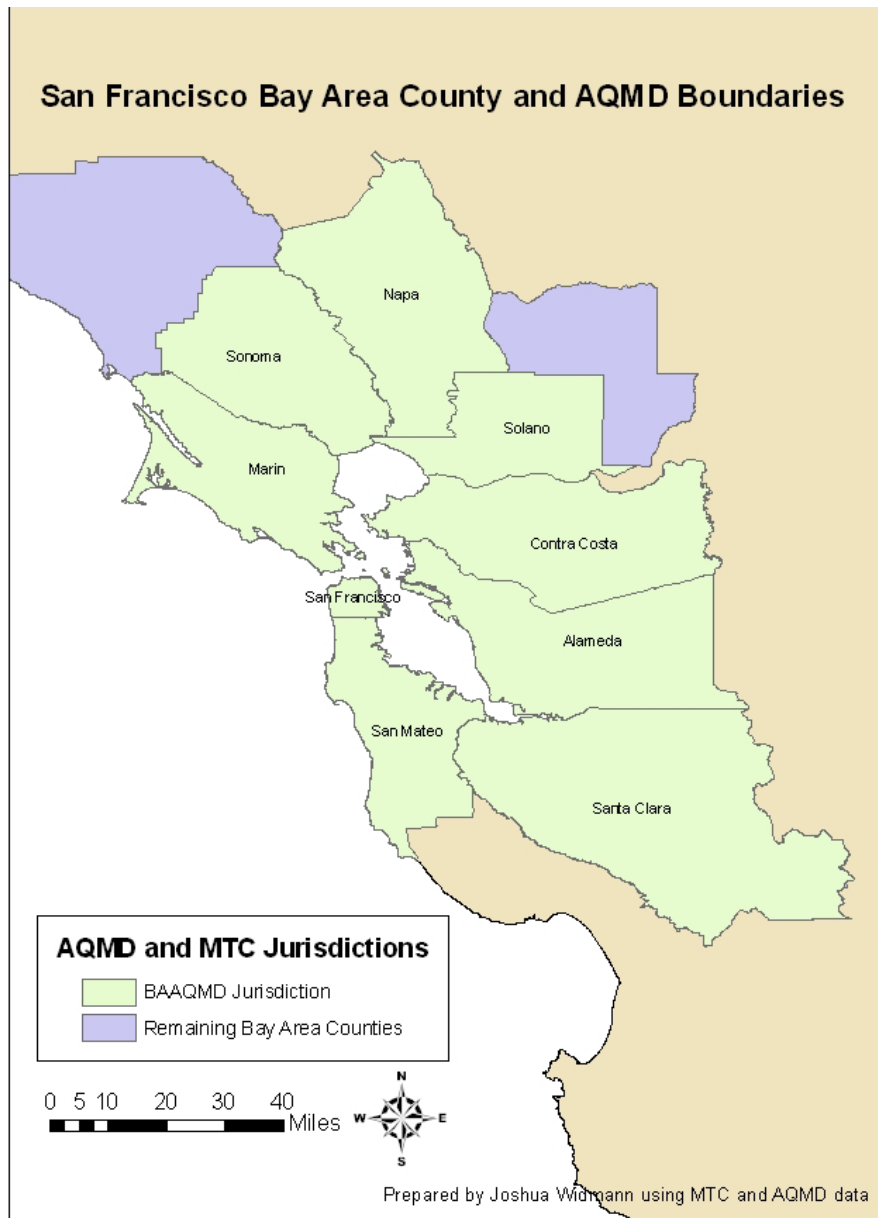 San Francisco Bay Area County and AQMD Boundaries
Napa
Sonoma
Solano
Marin
Contra Costa
San Francisco
Alameda
San Mateo
Santa Clara
AQMD and MTC Jurisdictions
BAAQMD Jurisdiction
Remaining Bay Area Counties
N
0 5 10 20 30 40
Miles
W E
S
Prepared by Joshua Widmann using MTC and AQMD data